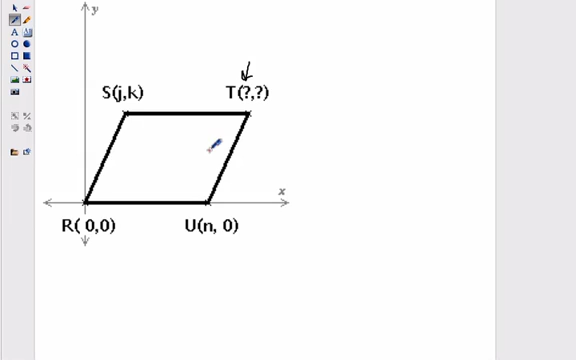 y
S(j,k) T(?,?)
x
R( 0,0) U(n, 0)
A